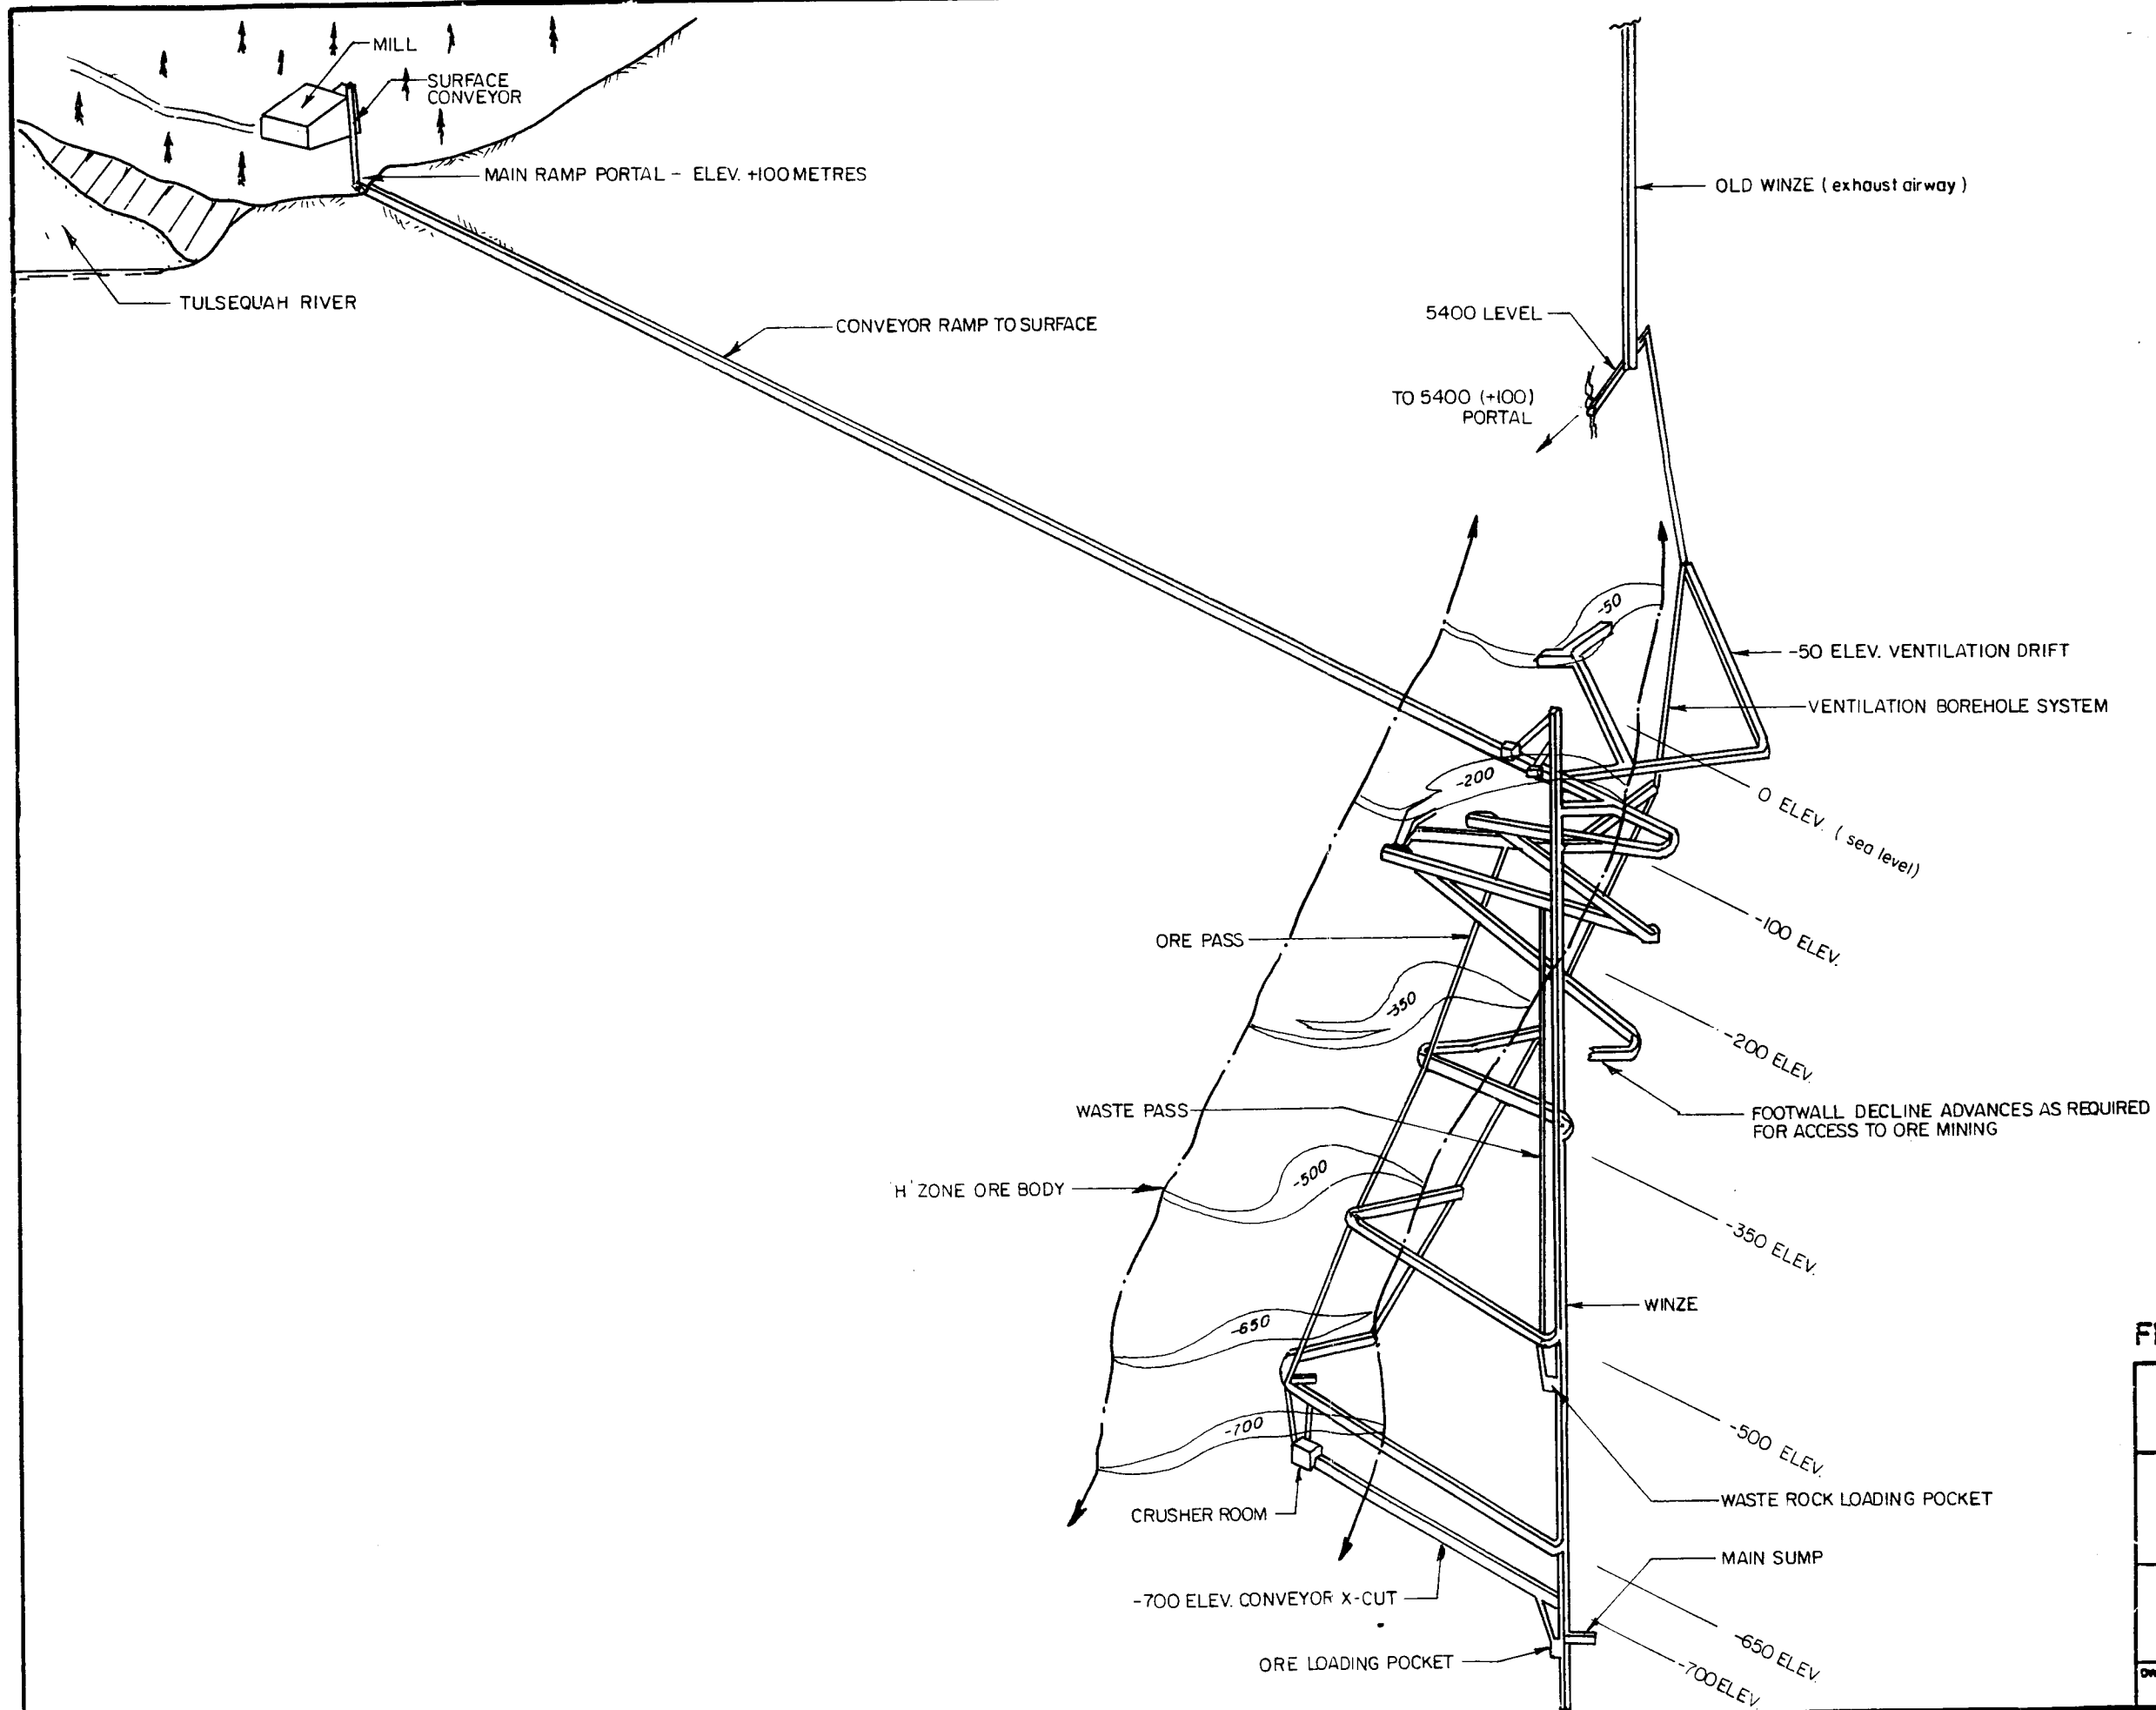 MILL
SURFACE
CONVEYOR
MAIN RAMP PORTAL - ELEV. +100 METRES
OLD WINZE (exhaust airway)
TULSEQUAH RIVER
CONVEYOR RAMP TO SURFACE
5400 LEVEL
TO 5400 (+100)
PORTAL
-50
-50 ELEV. VENTILATION DRIFT
VENTILATION BOREHOLE SYSTEM
-200
0 ELEV. (sea level)
-100 ELEV.
ORE PASS
-350
-200 ELEV.
WASTE PASS
FOOTWALL DECLINE ADVANCES AS REQUIRED
FOR ACCESS TO ORE MINING
-500
'H' ZONE ORE BODY
-350 ELEV.
WINZE
-650
-700
-500 ELEV.
WASTE ROCK LOADING POCKET
CRUSHER ROOM
MAIN SUMP
-700 ELEV. CONVEYOR X-CUT
-650 ELEV.
ORE LOADING POCKET
-700 ELEV.